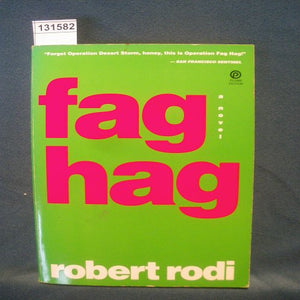 131582
"Forget Operation Desert Storm, honey, this is Operation Fag Hag!"
— SAN FRANCISCO SENTINEL
fag
a novel
hag
robert rodi